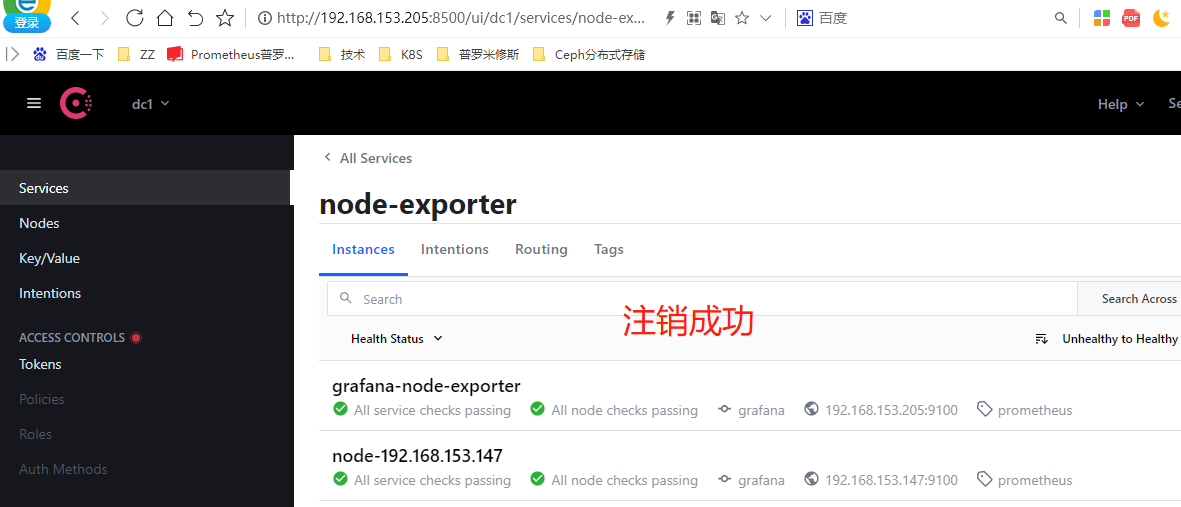 登录
http://192.168.153.205:8500/ui/dc1/services/node-ex...
百度
百度一下
ZZ
Prometheus普罗...
技术
K8S
普罗米修斯
Ceph分布式存储
dc1
Help
Se
Services
Nodes
Key/Value
Intentions
ACCESS CONTROLS
Tokens
Policies
Roles
Auth Methods
All Services
node-exporter
Instances Intentions Routing Tags
Search
Search Across
注销成功
Health Status
Unhealthy to Healthy
grafana-node-exporter
All service checks passing All node checks passing grafana 192.168.153.205:9100 prometheus
node-192.168.153.147
All service checks passing All node checks passing grafana 192.168.153.147:9100 prometheus